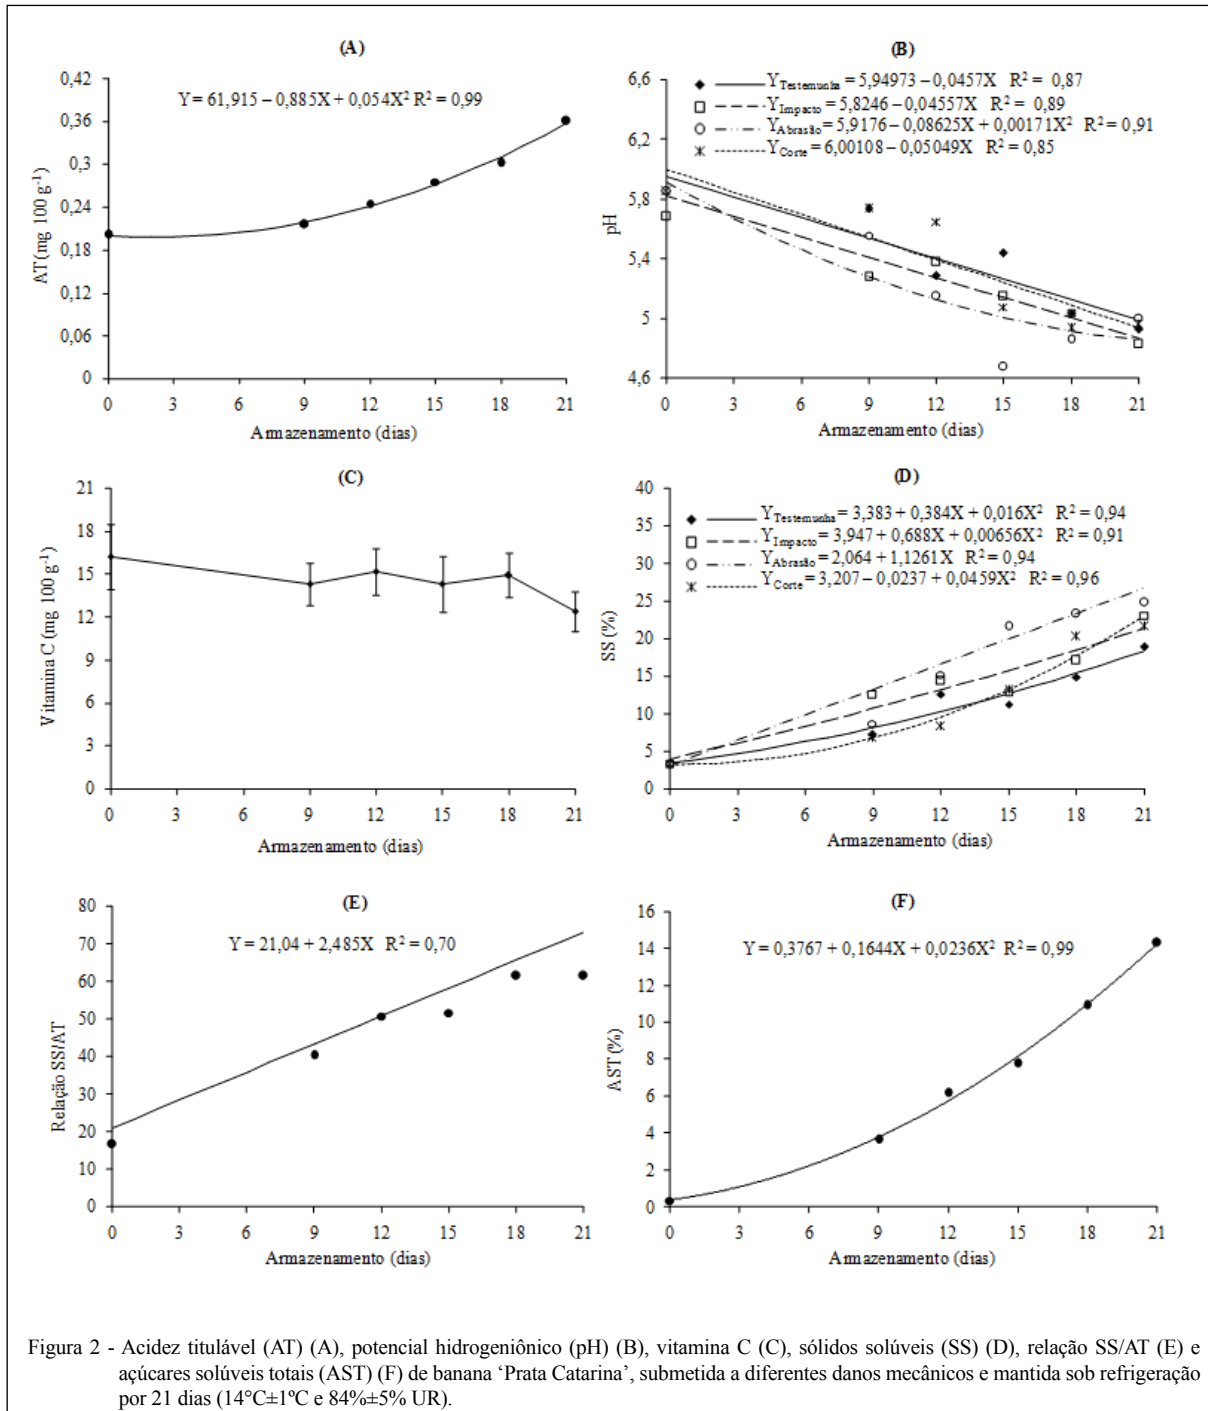 (A)
0,42
0,36
0,3
0,24
0,18
0,12
0,06
0
Y = 61,915 – 0,885X + 0,054X² R² = 0,99
AT (mg 100 g⁻¹)
0 3 6 9 12 15 18 21
Armazenamento (dias)
(B)
6,6
6,2
5,8
5,4
5
4,6
Y Testemunha = 5,94973 – 0,0457X R² = 0,87
Y Impacto = 5,8246 – 0,04557X R² = 0,89
Y Abrasão = 5,9176 – 0,08625X + 0,00171X² R² = 0,91
Y Corte = 6,00108 – 0,05049X R² = 0,85
pH
0 3 6 9 12 15 18 21
Armazenamento (dias)
(C)
21
18
15
12
9
6
3
0
Vitamina C (mg 100 g⁻¹)
0 3 6 9 12 15 18 21
Armazenamento (dias)
(D)
40
35
30
25
20
15
10
5
0
Y Testemunha = 3,383 + 0,384X + 0,016X² R² = 0,94
Y Impacto = 3,947 + 0,688X + 0,00656X² R² = 0,91
Y Abrasão = 2,064 + 1,1261X R² = 0,94
Y Corte = 3,207 – 0,0237 + 0,0459X² R² = 0,96
SS (%)
0 3 6 9 12 15 18 21
Armazenamento (dias)
(E)
80
70
60
50
40
30
20
10
0
Y = 21,04 + 2,485X R² = 0,70
Relação SS/AT
0 3 6 9 12 15 18 21
Armazenamento (dias)
(F)
16
14
12
10
8
6
4
2
0
Y = 0,3767 + 0,1644X + 0,0236X² R² = 0,99
AST (%)
0 3 6 9 12 15 18 21
Armazenamento (dias)
Figura 2 - Acidez titulável (AT) (A), potencial hidrogeniônico (pH) (B), vitamina C (C), sólidos solúveis (SS) (D), relação SS/AT (E) e
açúcares solúveis totais (AST) (F) de banana ‘Prata Catarina’, submetida a diferentes danos mecânicos e mantida sob refrigeração
por 21 dias (14°C±1ºC e 84%±5% UR).